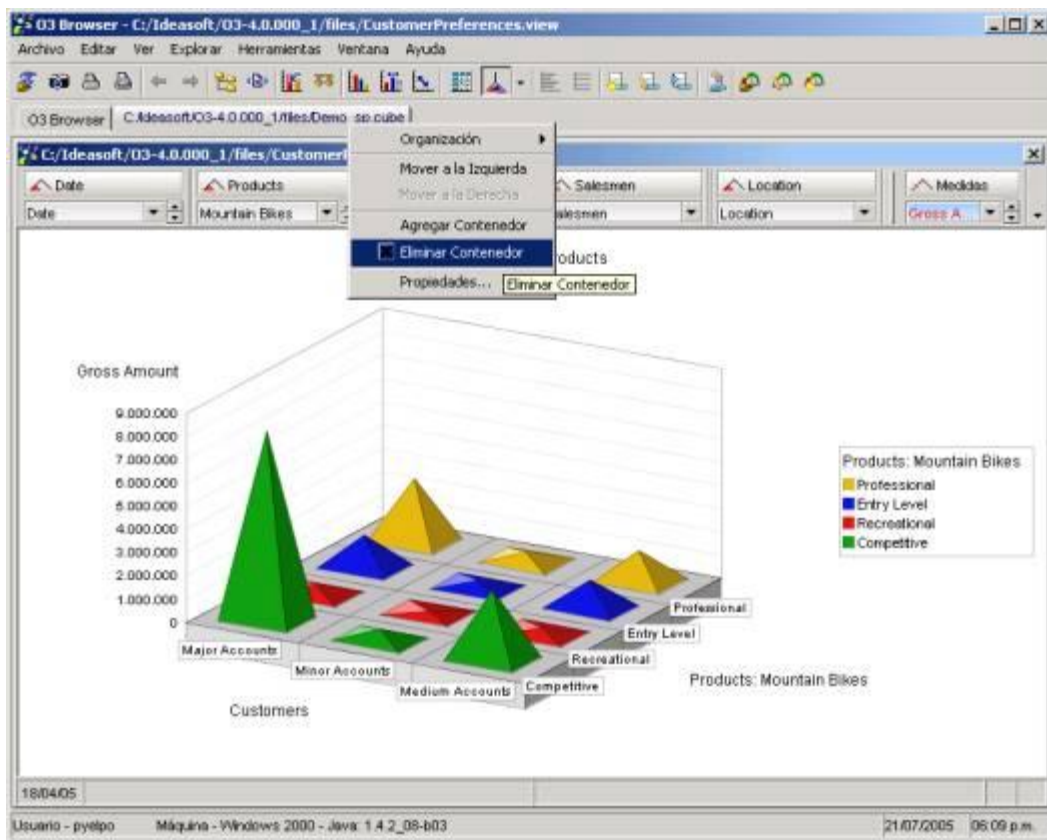 O3 Browser - C:/Ideasoft/O3-4.0.000_1/files/CustomerPreferences.view
Archivo Editar Ver Explorar Herramientas Ventana Ayuda
O3 Browser C:/Ideasoft/O3-4.0.000_1/files/Demo_sp.cube
C:/Ideasoft/O3-4.0.000_1/files/Customer
Organización
Mover a la Izquierda
Mover a la Derecha
Agregar Contenedor
Eliminar Contenedor
Propiedades...
Eliminar Contenedor
Date Products Salesmen Location Medidas
Date Mountain Bikes alesmen Location Gross A...
oducts
Gross Amount
9.000.000
8.000.000
7.000.000
6.000.000
5.000.000
4.000.000
3.000.000
2.000.000
1.000.000
0
Products: Mountain Bikes
Professional
Entry Level
Recreational
Competitive
Professional
Entry Level
Recreational
Competitive
Major Accounts
Minor Accounts
Medium Accounts
Products: Mountain Bikes
Customers
18/04/05
Usuario - pyelpo Máquina - Windows 2000 - Java: 1.4.2_08-b03 21/07/2005 06:09 p.m.